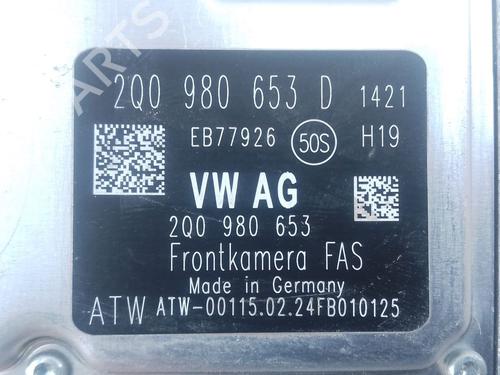 2Q0 980 653 D 1421
EB77926 50S H19
VW AG
2Q0 980 653
Frontkamera FAS
Made in Germany
ATW ATW-00115.02.24FB010125